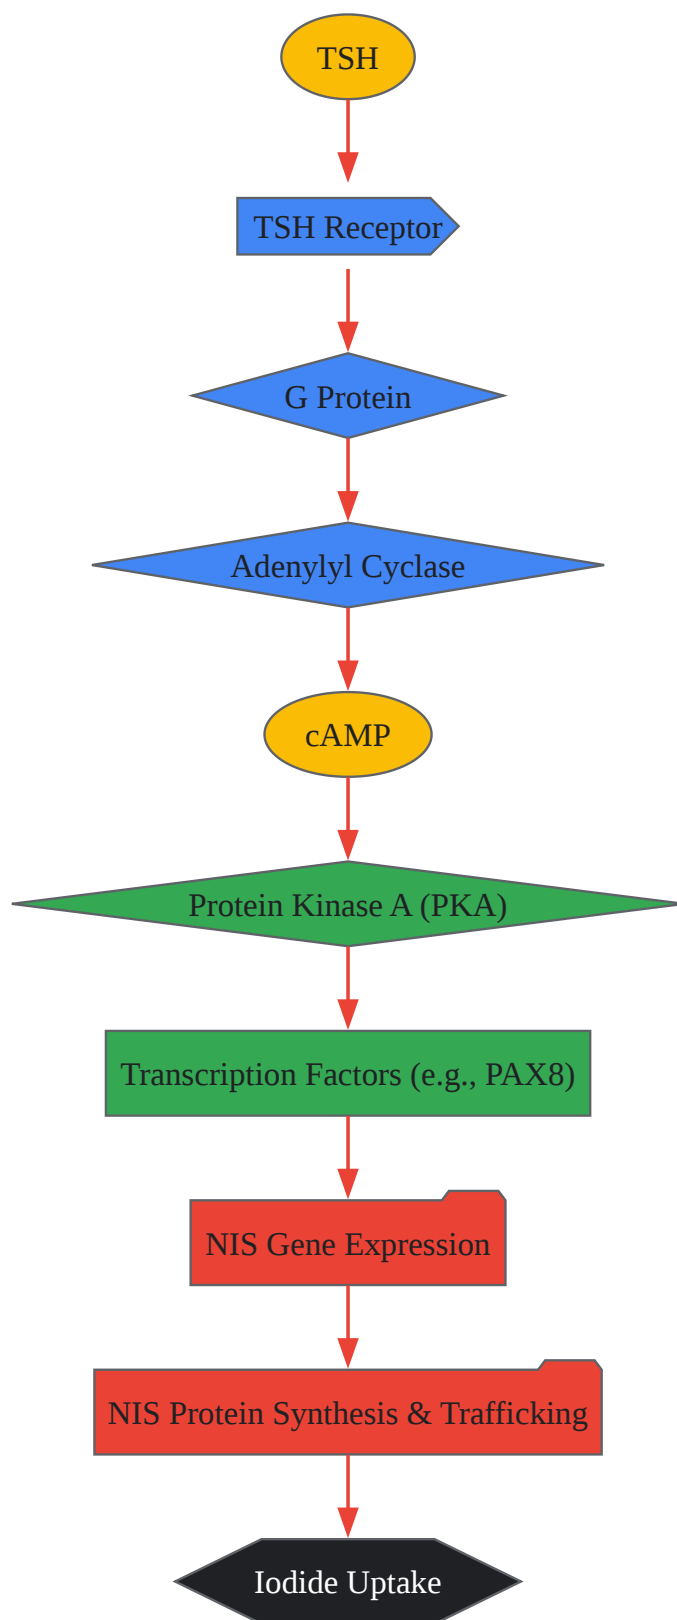 TSH
TSH Receptor
G Protein
Adenylyl Cyclase
cAMP
Protein Kinase A (PKA)
Transcription Factors (e.g., PAX8)
NIS Gene Expression
NIS Protein Synthesis & Trafficking
Iodide Uptake